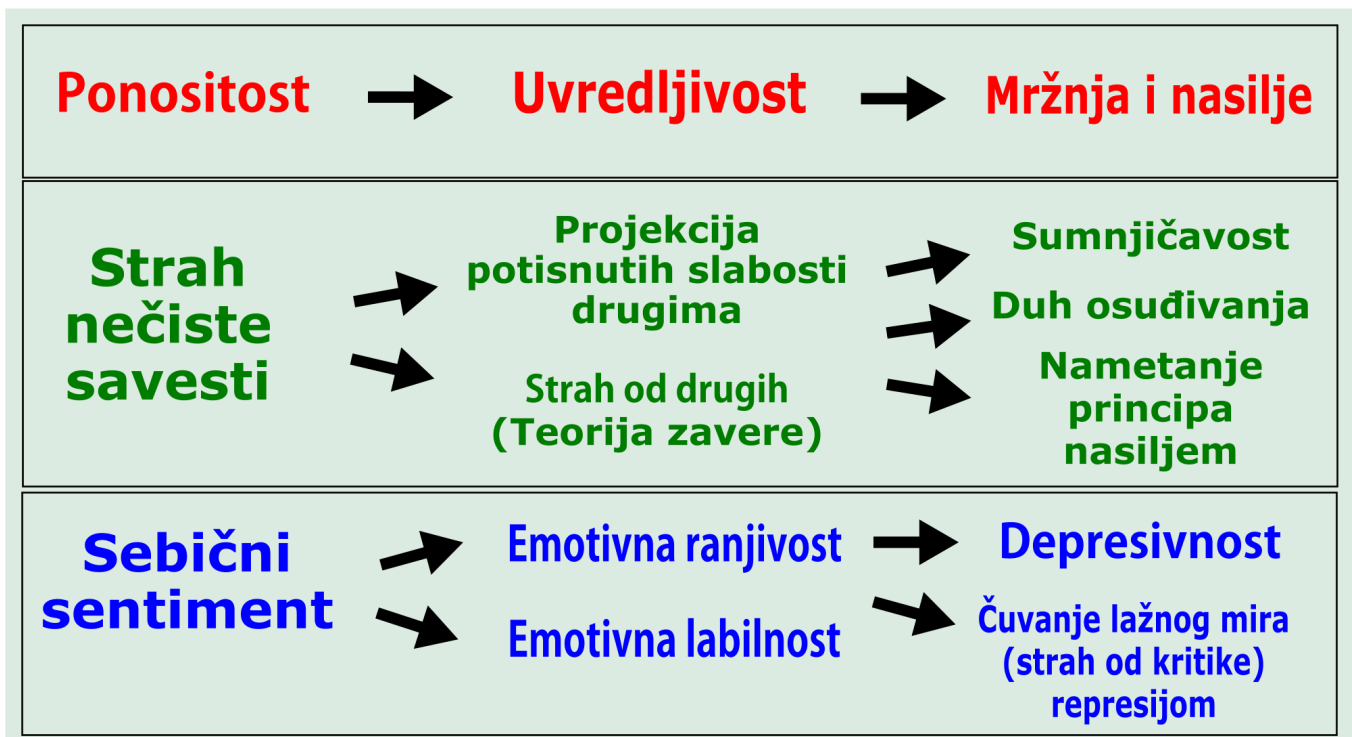 Ponositost
Uvredljivost
Mržnja i nasilje
Strah
nečiste
savesti
Projekcija
potisnutih slabosti
drugima
Strah od drugih
(Teorija zavere)
Sumnjičavost
Duh osuđivanja
Nametanje
principa
nasiljem
Sebični
sentiment
Emotivna ranjivost
Emotivna labilnost
Depresivnost
Čuvanje lažnog mira
(strah od kritike)
represijom